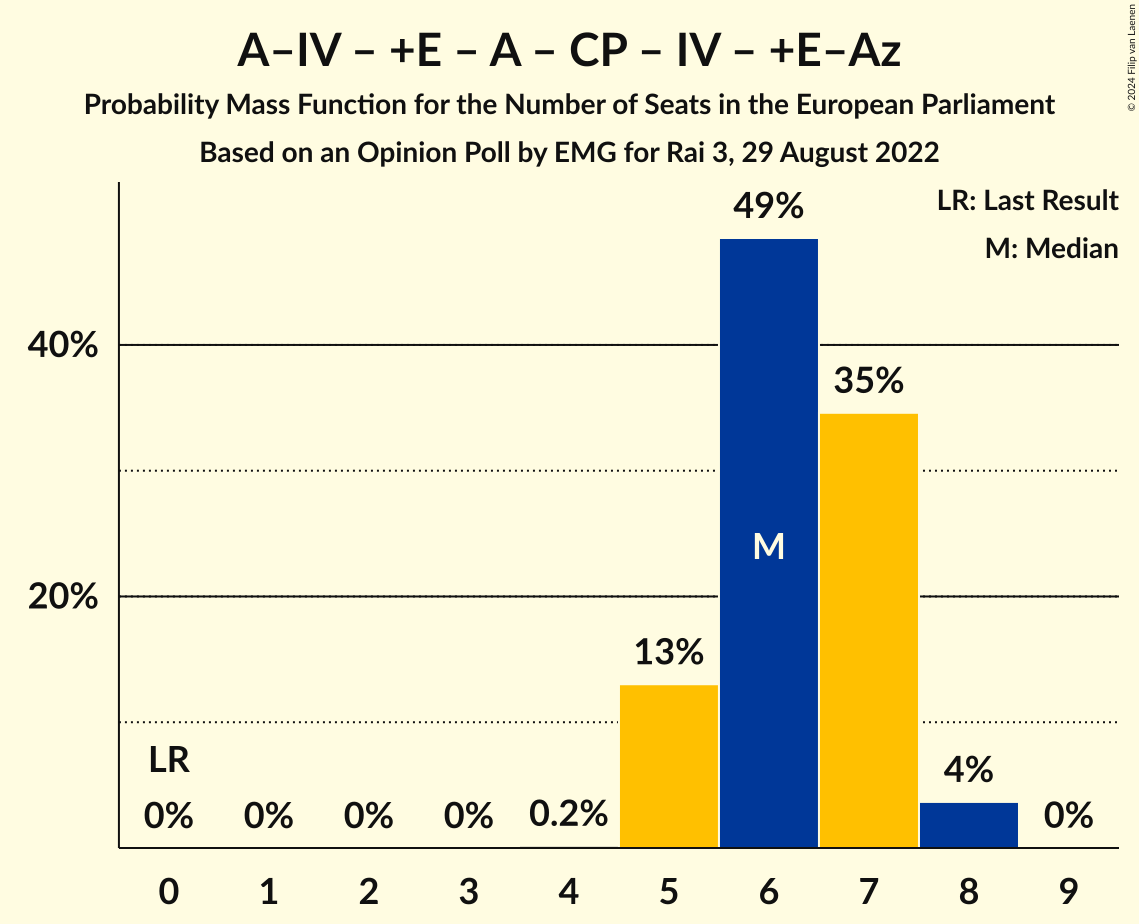 A–IV – +E – A – CP – IV – +E–Az
Probability Mass Function for the Number of Seats in the European Parliament
Based on an Opinion Poll by EMG for Rai 3, 29 August 2022
© 2024 Filip van Laenen
LR: Last Result
M: Median
49%
40%
35%
M
20%
13%
LR
4%
0% 0% 0% 0% 0.2% 0%
0 1 2 3 4 5 6 7 8 9